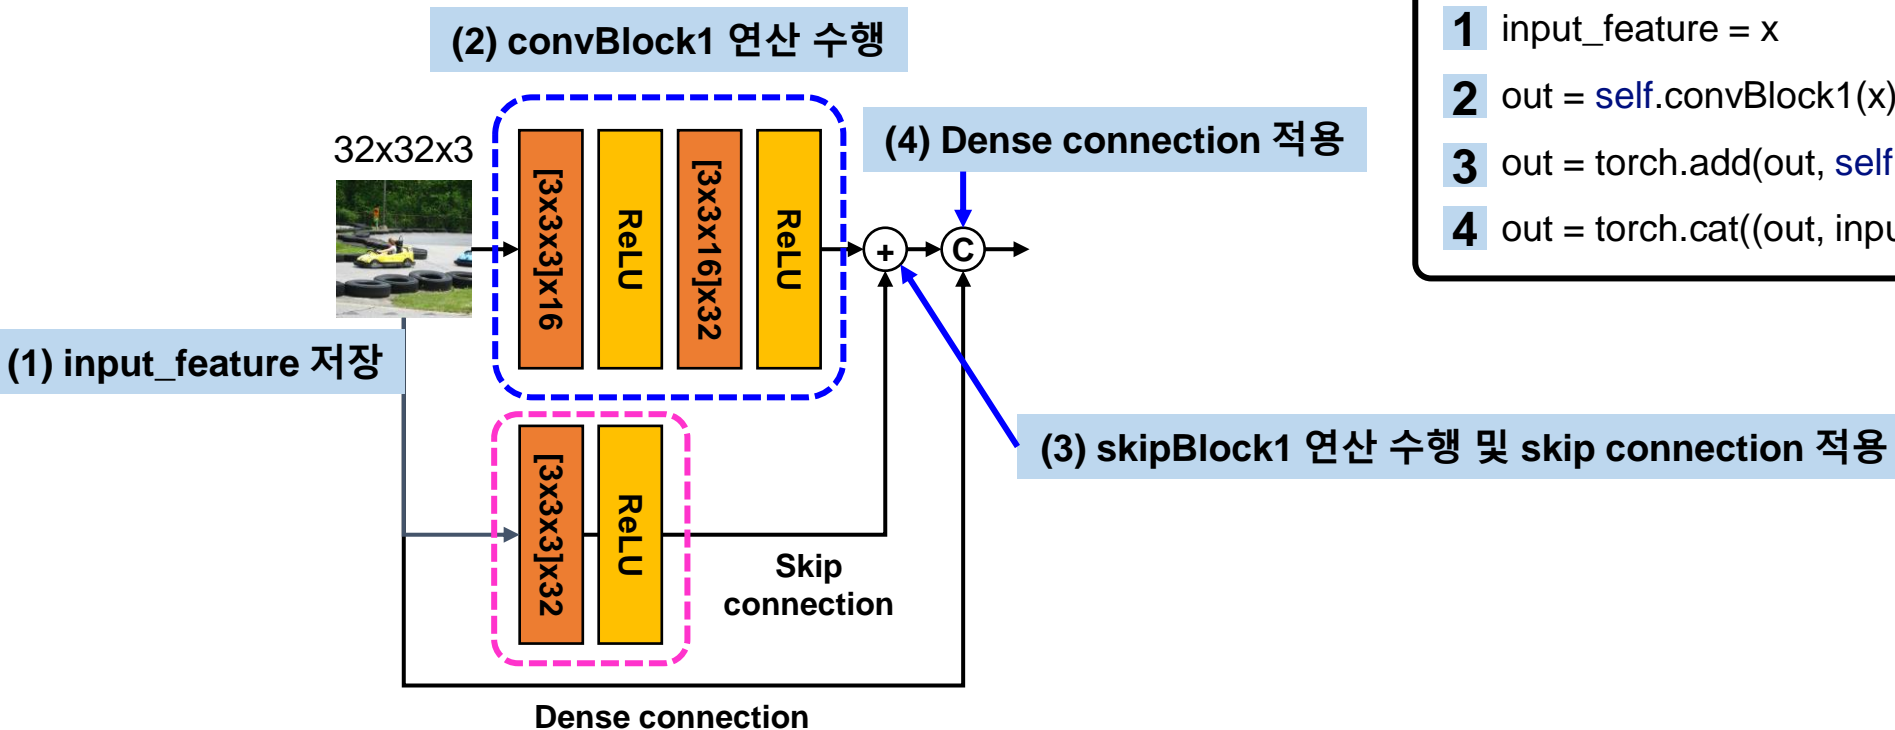 (2) convBlock1 연산 수행
1 input_feature = x
2 out = self.convBlock1(x)
3 out = torch.add(out, self
4 out = torch.cat((out, inpu
(4) Dense connection 적용
32x32x3
[3x3x3]x16
ReLU
[3x3x16]x32
ReLU
+
C
(1) input_feature 저장
(3) skipBlock1 연산 수행 및 skip connection 적용
[3x3x3]x32
ReLU
Skip
connection
Dense connection